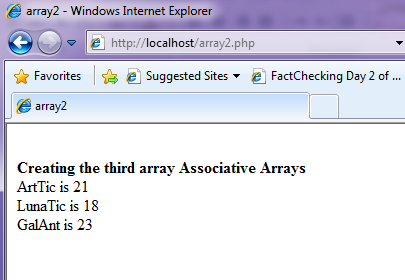 array2 - Windows Internet Explorer
http://localhost/array2.php
Favorites Suggested Sites FactChecking Day 2 of ...
array2
Creating the third array Associative Arrays
ArtTic is 21
LunaTic is 18
GalAnt is 23